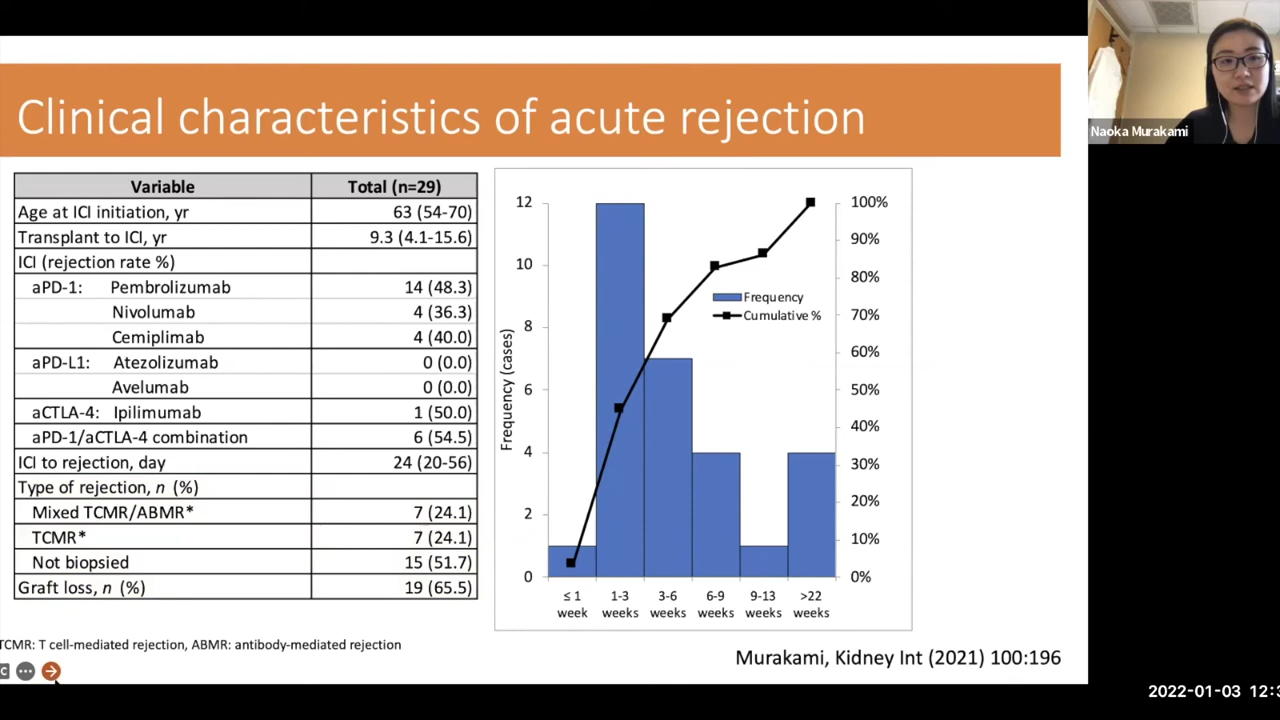 Clinical characteristics of acute rejection
Naoka Murakami
Variable Total (n=29)
Age at ICI initiation, yr 63 (54-70)
Transplant to ICI, yr 9.3 (4.1-15.6)
ICI (rejection rate %)
aPD-1: Pembrolizumab 14 (48.3)
Nivolumab 4 (36.3)
Cemiplimab 4 (40.0)
aPD-L1: Atezolizumab 0 (0.0)
Avelumab 0 (0.0)
aCTLA-4: Ipilimumab 1 (50.0)
aPD-1/aCTLA-4 combination 6 (54.5)
ICI to rejection, day 24 (20-56)
Type of rejection, n (%)
Mixed TCMR/ABMR* 7 (24.1)
TCMR* 7 (24.1)
Not biopsied 15 (51.7)
Graft loss, n (%) 19 (65.5)
Frequency (cases)
12
10
8
6
4
2
0
100%
90%
80%
70%
60%
50%
40%
30%
20%
10%
0%
Frequency
Cumulative %
≤ 1 week
1-3 weeks
3-6 weeks
6-9 weeks
9-13 weeks
>22 weeks
TCMR: T cell-mediated rejection, ABMR: antibody-mediated rejection
Murakami, Kidney Int (2021) 100:196
2022-01-03